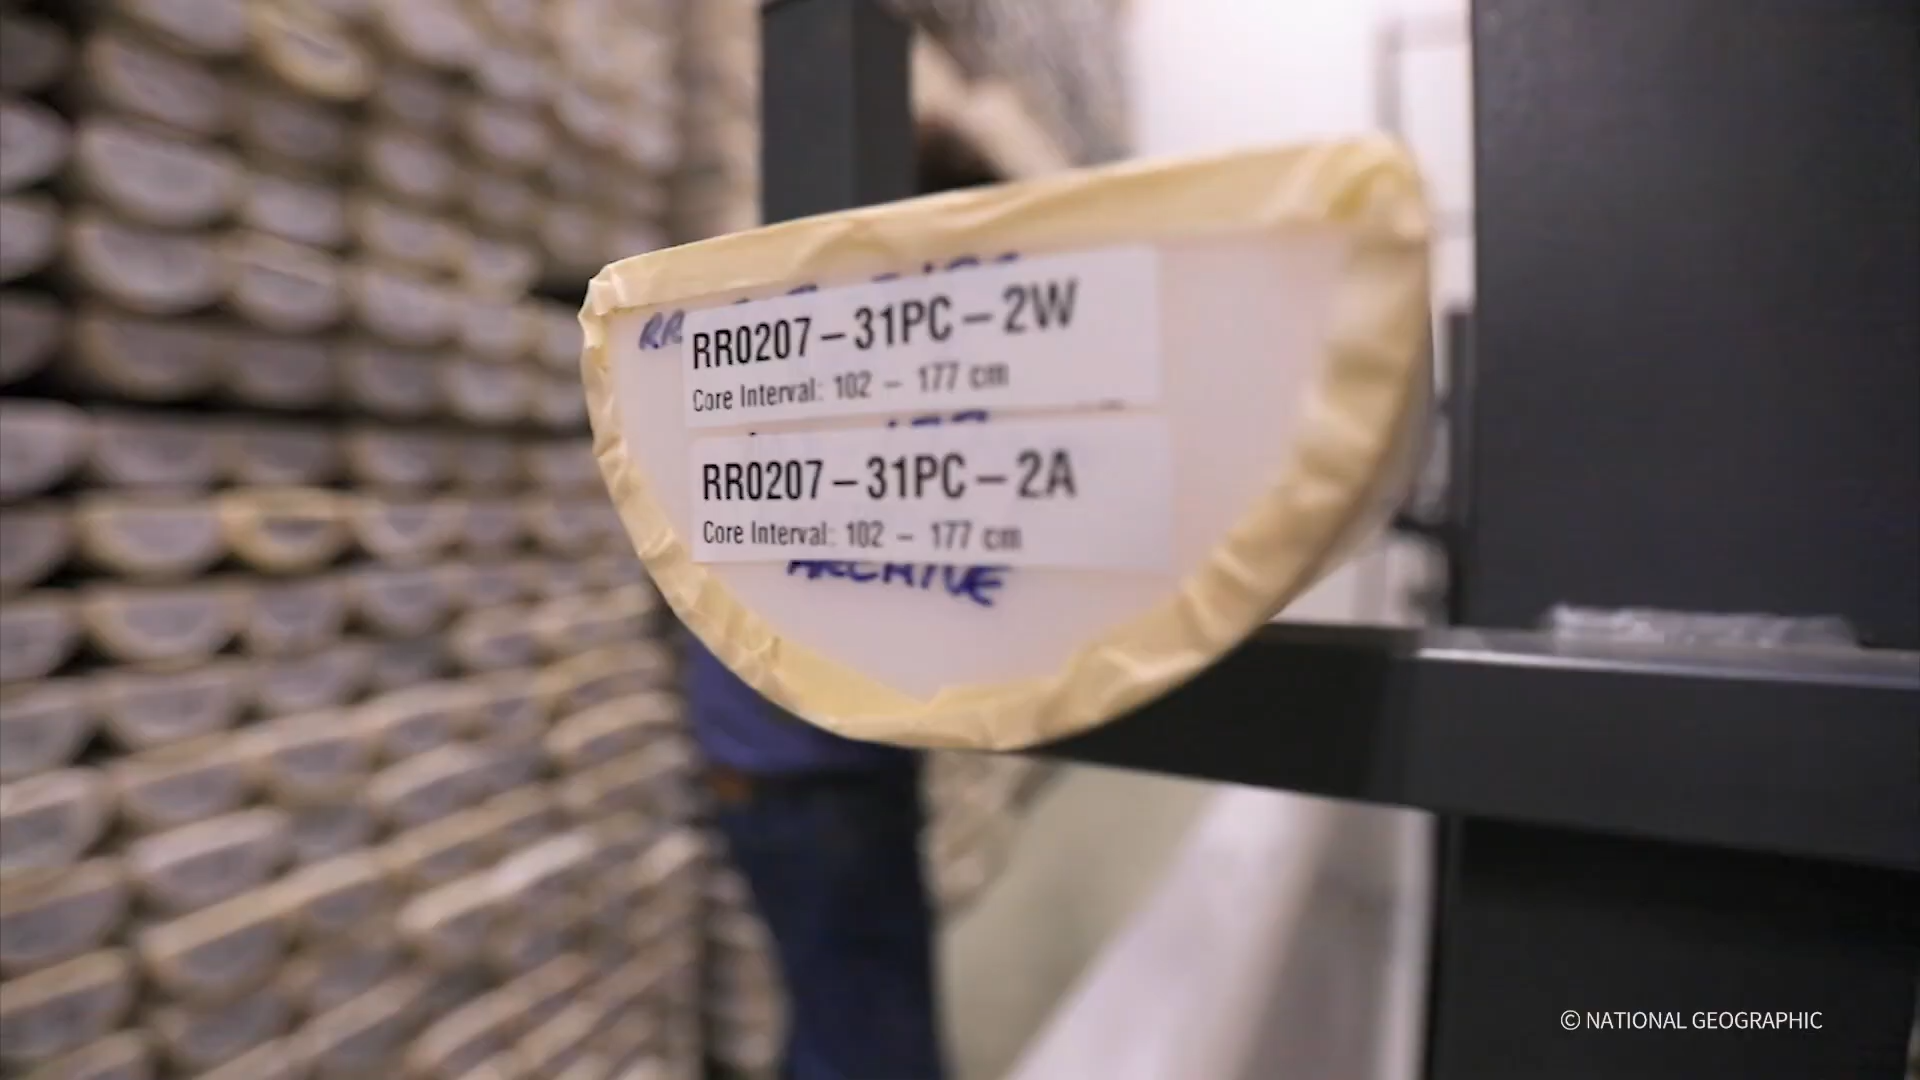 RR
RR0207–31PC–2W
Core Interval: 102 – 177 cm
RR0207–31PC–2A
Core Interval: 102 – 177 cm
ARCHIVE
© NATIONAL GEOGRAPHIC